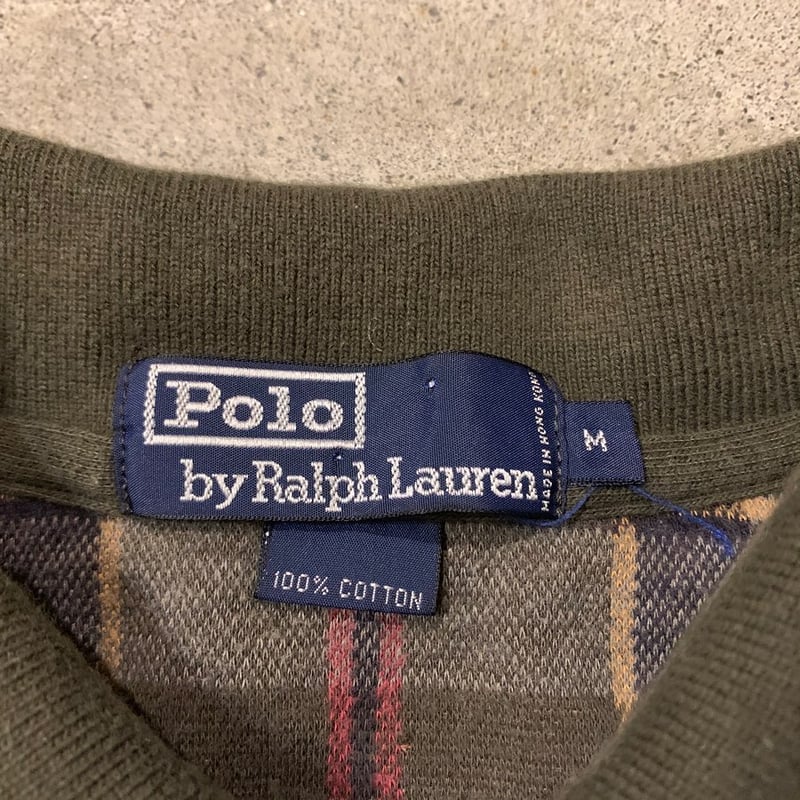 Polo
by Ralph Lauren
MADE IN HONG KONG
M
100% COTTON